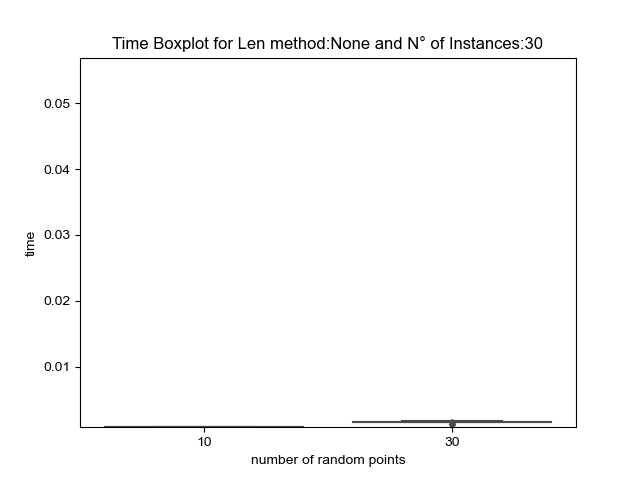 Time Boxplot for Len method:None and N° of Instances:30
0.05
0.04
0.03
0.02
0.01
time
10 30
number of random points